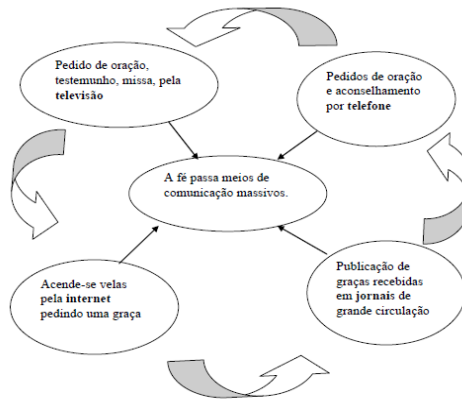 Pedido de oração,
testemunho, missa, pela
televisão
Pedidos de oração
e aconselhamento
por telefone
A fé passa meios de
comunicação massivos.
Acende-se velas
pela internet
pedindo uma graça
Publicação de
graças recebidas
em jornais de
grande circulação